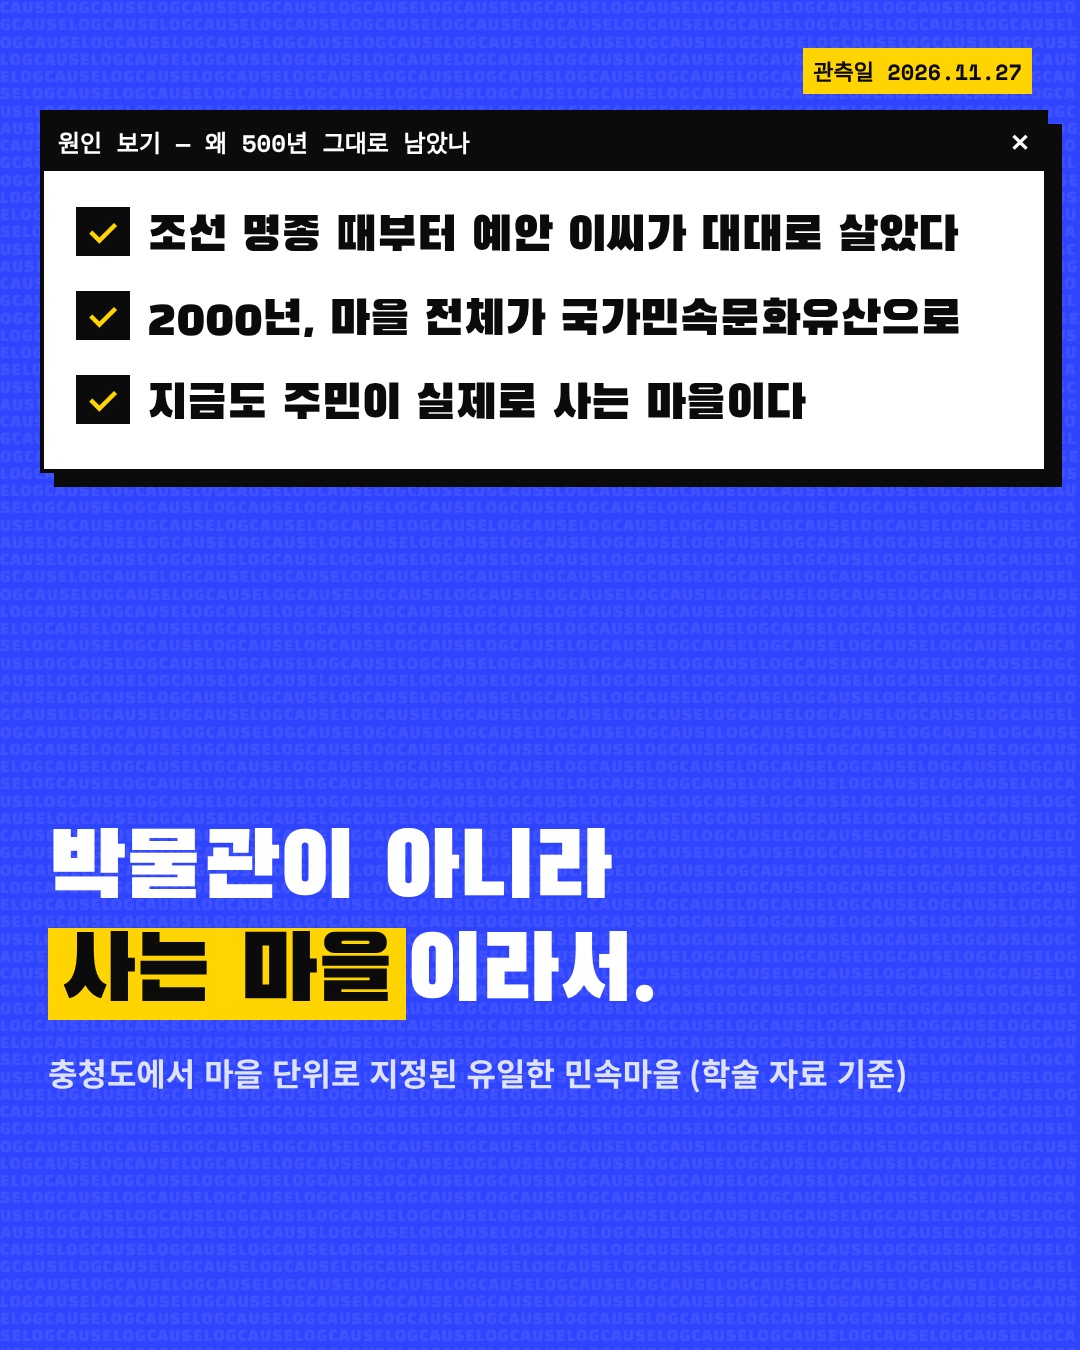 관측일 2026.11.27
원인 보기 — 왜 500년 그대로 남았나 ×
조선 명종 때부터 예안 이씨가 대대로 살았다
2000년, 마을 전체가 국가민속문화유산으로
지금도 주민이 실제로 사는 마을이다
박물관이 아니라
사는 마을이라서.
충청도에서 마을 단위로 지정된 유일한 민속마을 (학술 자료 기준)